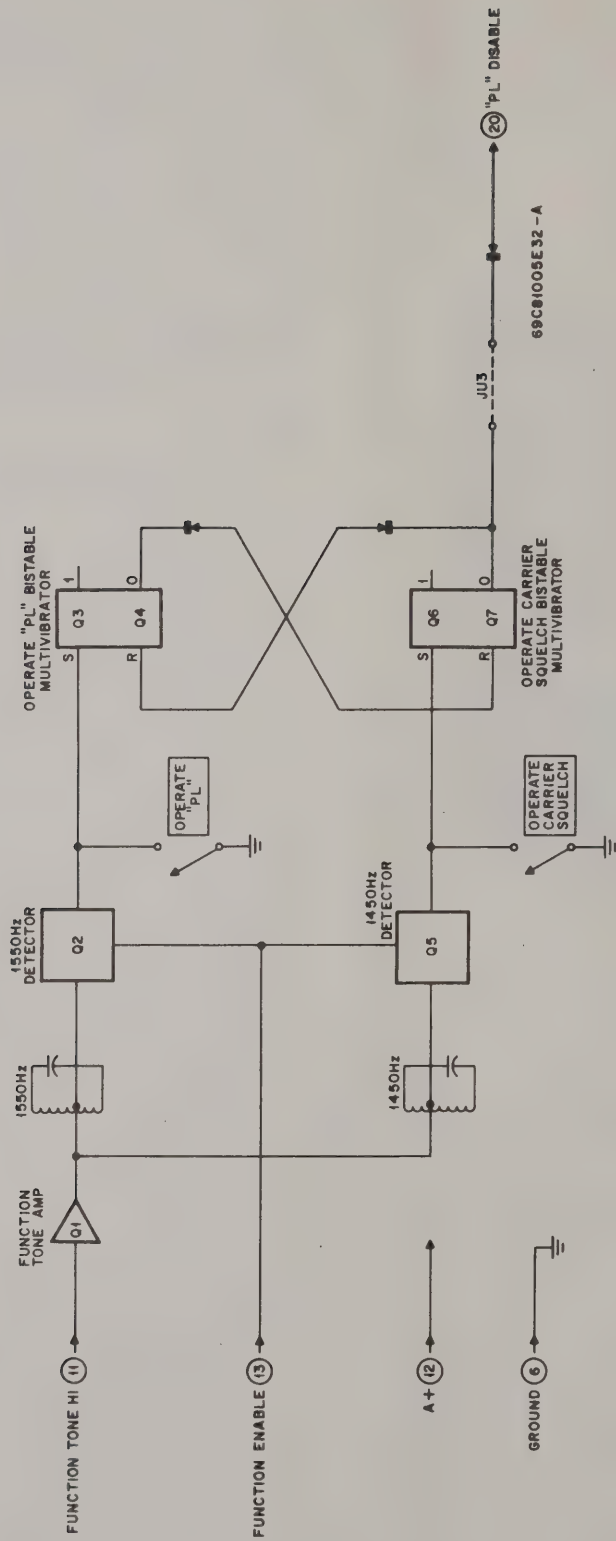 FUNCTION TONE HI 11
FUNCTION
TONE AMP
Q1
1550Hz
1550Hz
DETECTOR
Q2
OPERATE
"PL"
OPERATE "PL" BISTABLE
MULTIVIBRATOR
S
Q3
1
R
Q4
0
FUNCTION ENABLE 13
A+ 12
GROUND 6
1450Hz
1450Hz
DETECTOR
Q5
OPERATE
CARRIER
SQUELCH
S
Q6
1
R
Q7
0
OPERATE CARRIER
SQUELCH BISTABLE
MULTIVIBRATOR
JU3
20 "PL" DISABLE
69C81005E32-A